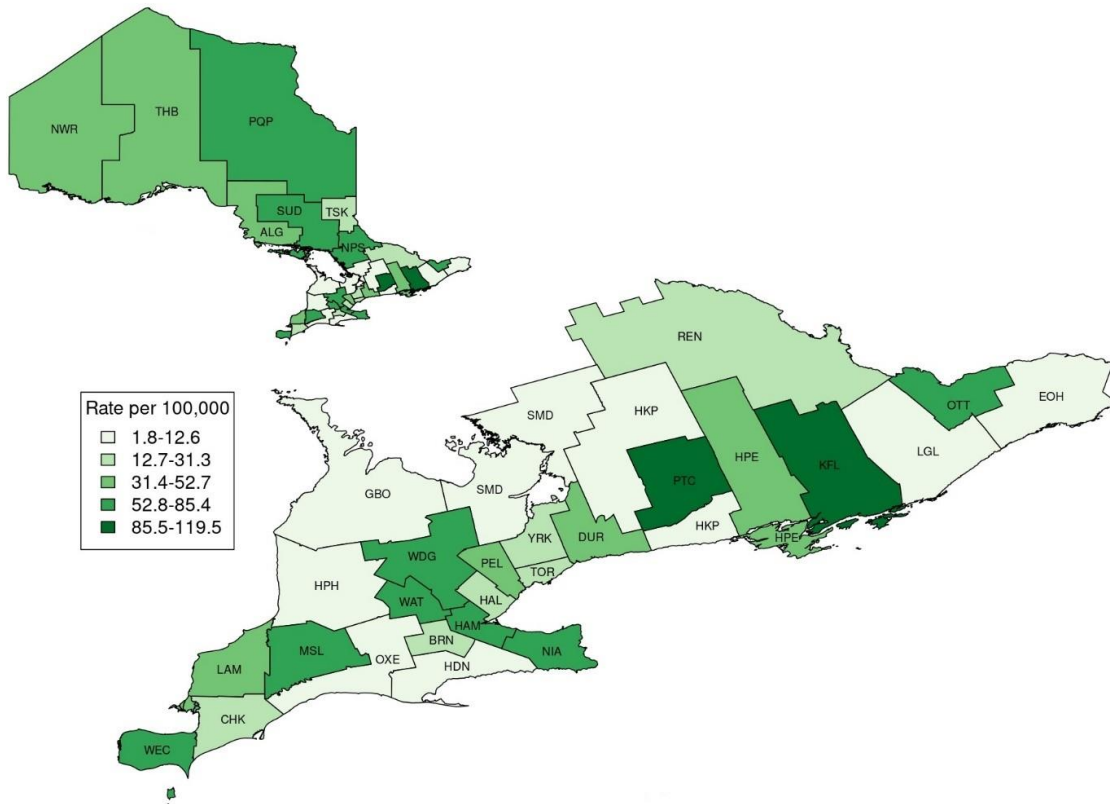 THB
NWR
PQP
SUD
TSK
ALG
NPS
REN
Rate per 100,000
1.8-12.6
12.7-31.3
31.4-52.7
52.8-85.4
85.5-119.5
SMD
HKP
OTT
EOH
GBO
SMD
PTC
HPE
KFL
LGL
HKP
YRK
DUR
HPE
WDG
PEL
TOR
HPH
WAT
HAL
HAM
BRN
NIA
MSL
OXE
HDN
LAM
CHK
WEC